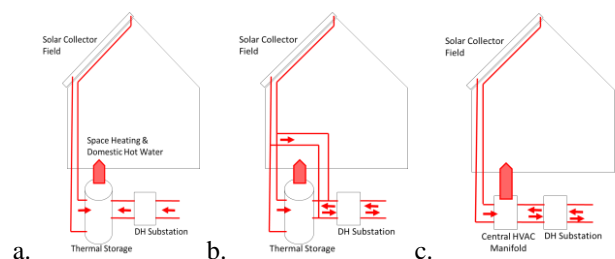 Solar Collector
Field
Space Heating &
Domestic Hot Water
DH Substation
Thermal Storage
a.
Solar Collector
Field
DH Substation
Thermal Storage
b.
Solar Collector
Field
Central HVAC
Manifold
DH Substation
c.